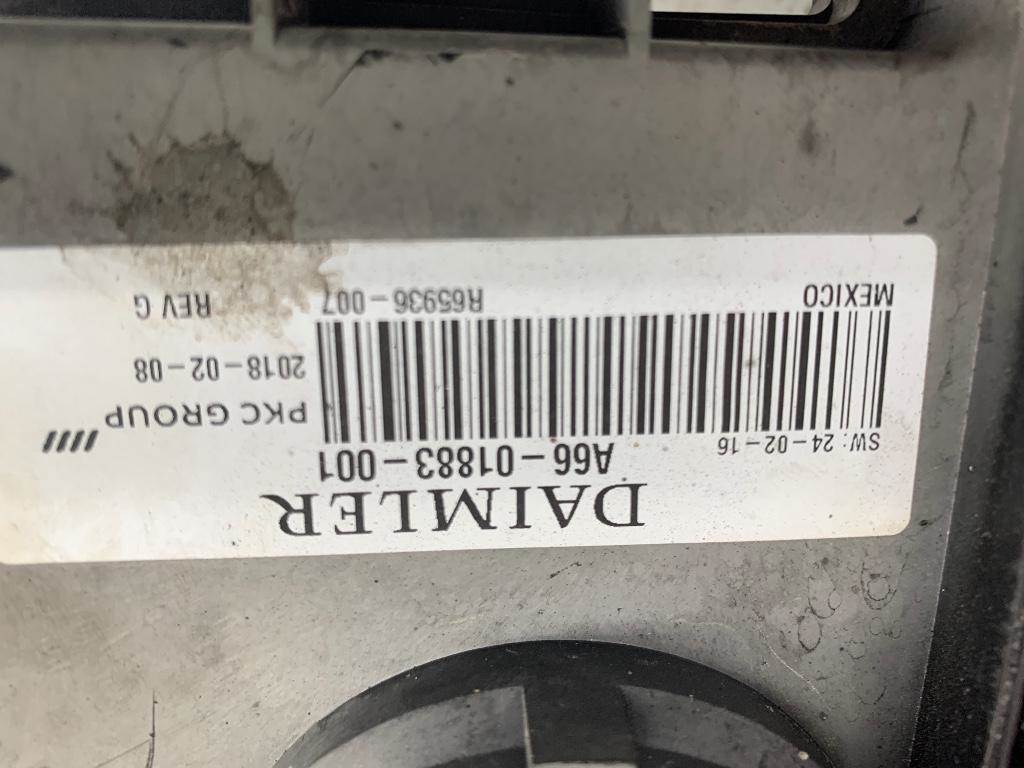 DAIMLER
A66-01883-001
SW: 24-02-16
PKC GROUP
2018-02-08
MEXICO R65936-007 REV G